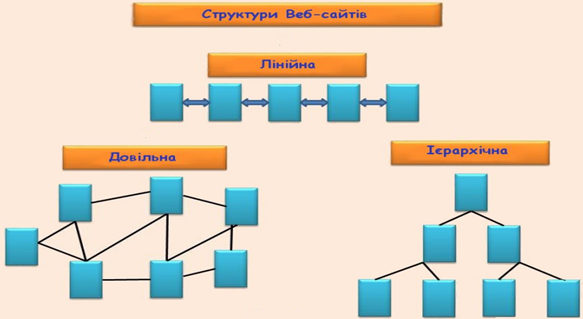 Структури Веб-сайтів
Лінійна
Довільна
Ієрархічна